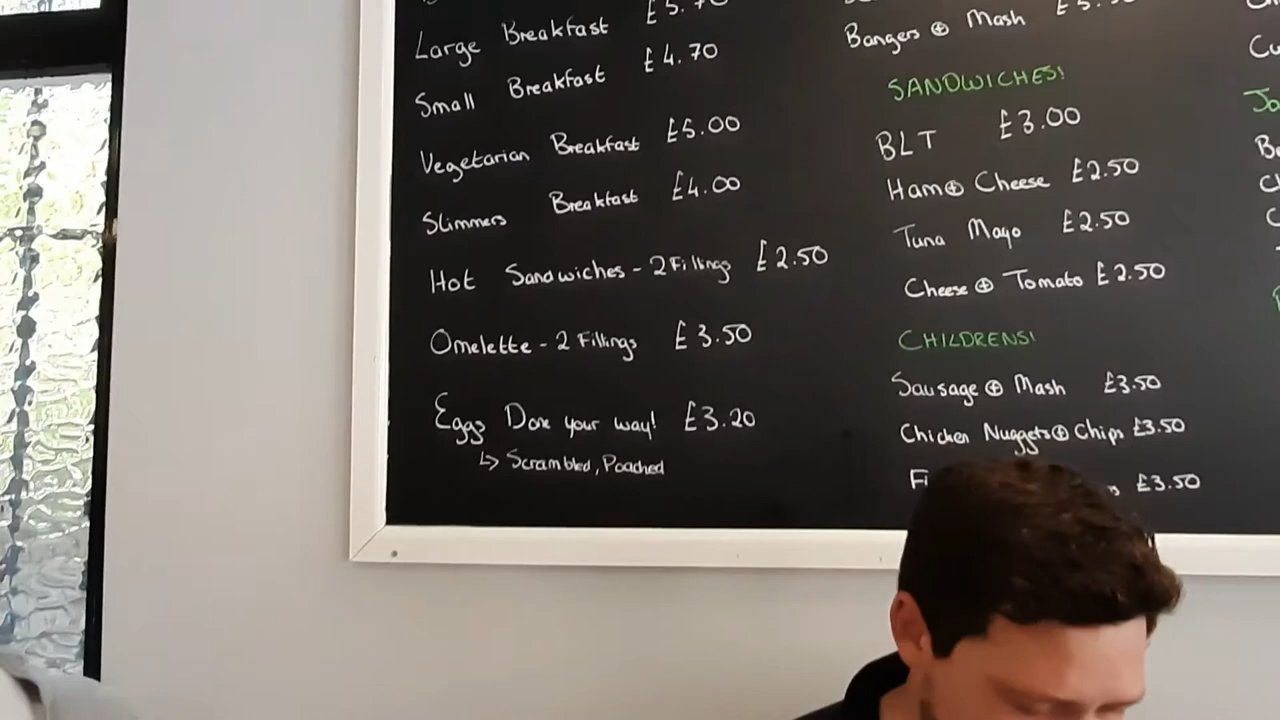 Large Breakfast £5.70
Small Breakfast £4.70
Vegetarian Breakfast £5.00
Slimmers Breakfast £4.00
Hot Sandwiches - 2 Fillings £2.50
Omelette - 2 Fillings £3.50
Eggs Done your way! £3.20
↳ Scrambled, Poached
Bangers & Mash
SANDWICHES!
BLT £3.00
Ham & Cheese £2.50
Tuna Mayo £2.50
Cheese & Tomato £2.50
CHILDRENS!
Sausage & Mash £3.50
Chicken Nuggets & Chips £3.50
£3.50